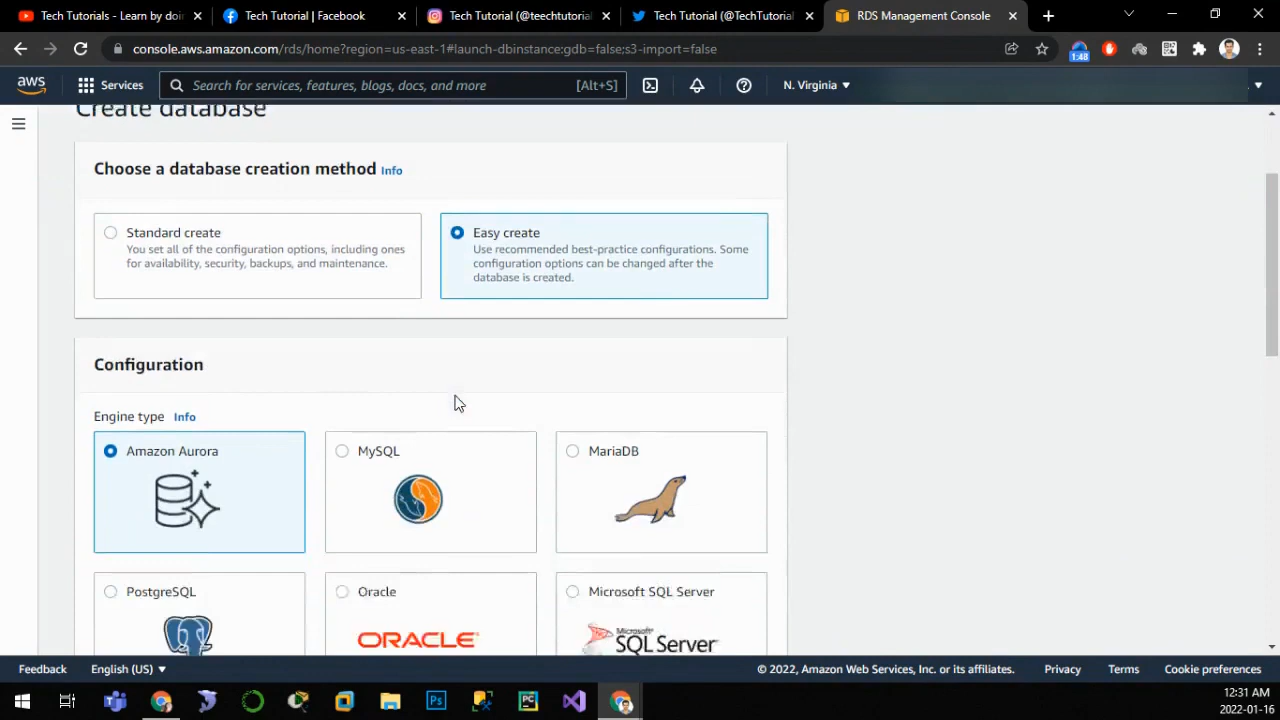 Tech Tutorials - Learn by doi
Tech Tutorial | Facebook
Tech Tutorial (@teechtutorial
Tech Tutorial (@TechTutorial
RDS Management Console
console.aws.amazon.com/rds/home?region=us-east-1#launch-dbinstance:gdb=false;s3-import=false
1:48
aws
Services
Search for services, features, blogs, docs, and more
[Alt+S]
N. Virginia
Create database
Choose a database creation method Info
Standard create
You set all of the configuration options, including ones
for availability, security, backups, and maintenance.
Easy create
Use recommended best-practice configurations. Some
configuration options can be changed after the
database is created.
Configuration
Engine type Info
Amazon Aurora
MySQL
MariaDB
PostgreSQL
Oracle
ORACLE
Microsoft SQL Server
Microsoft
SQL Server
Feedback
English (US)
© 2022, Amazon Web Services, Inc. or its affiliates.
Privacy
Terms
Cookie preferences
Ps
PC
12:31 AM
2022-01-16